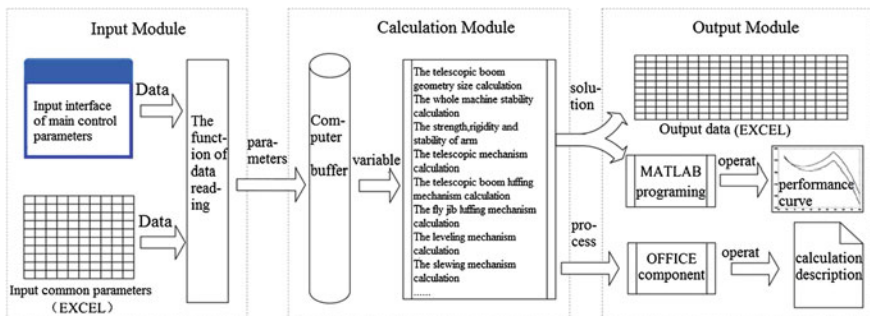 Input Module
Input interface
of main control
parameters
Data
Data
Input common parameters
(EXCEL)
The
funct-
ion of
data
read-
ing
para-
meters
Calculation Module
Com-
puter
buffer
variable
The telescopic boom
geometry size calculation
The whole machine stability
calculation
The strength,rigidity and
stability of arm
The telescopic mechanism
calculation
The telescopic boom luffing
mechanism calculation
The fly jib luffing mechanism
calculation
The leveling mechanism
calculation
The slewing mechanism
calculation
......
solu-
tion
pro-
cess
Output Module
Output data (EXCEL)
MATLAB
programing
operat
performance
curve
OFFICE
component
operat
calculation
description